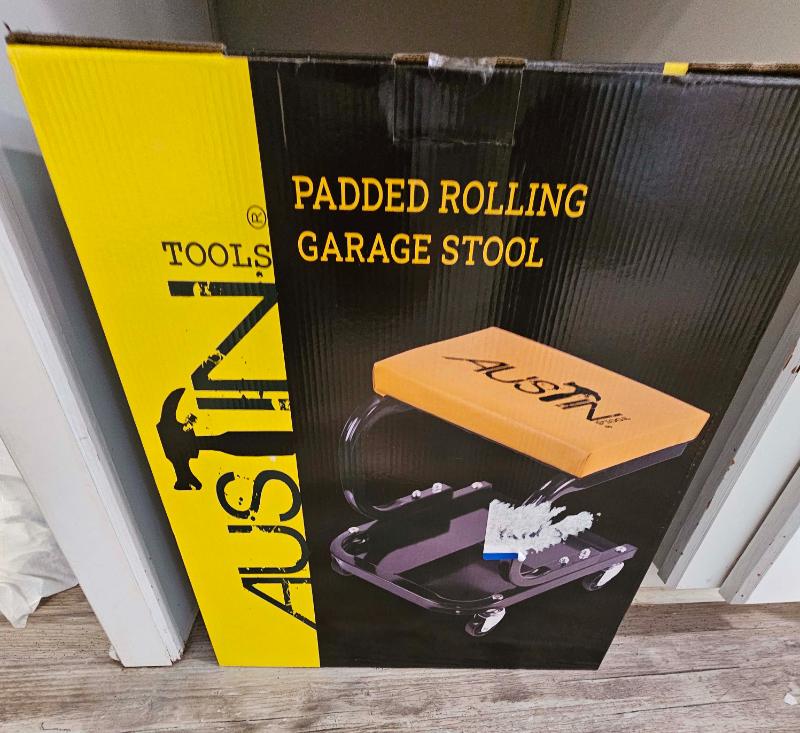 PADDED ROLLING
GARAGE STOOL
TOOLS®
AUSTIN
AUSTIN